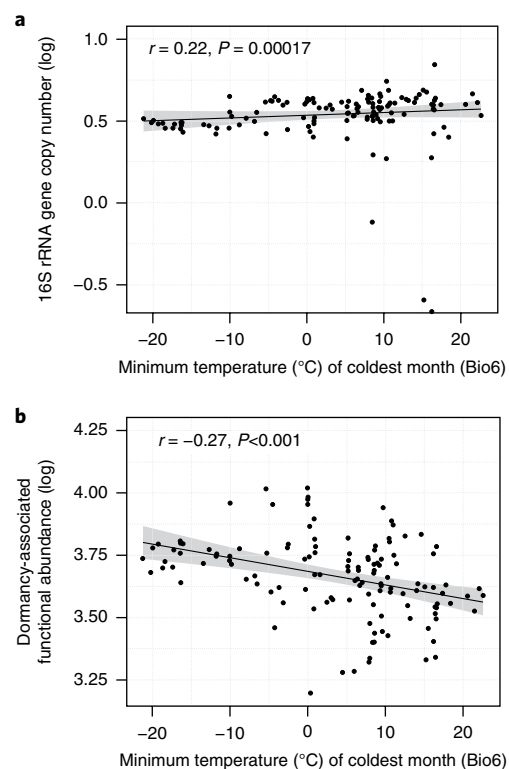 a
r = 0.22, P = 0.00017
16S rRNA gene copy number (log)
1.0
0.5
0.0
−0.5
−20 −10 0 10 20
Minimum temperature (°C) of coldest month (Bio6)
b
r = −0.27, P<0.001
Dormancy-associated
functional abundance (log)
4.25
4.00
3.75
3.50
3.25
−20 −10 0 10 20
Minimum temperature (°C) of coldest month (Bio6)